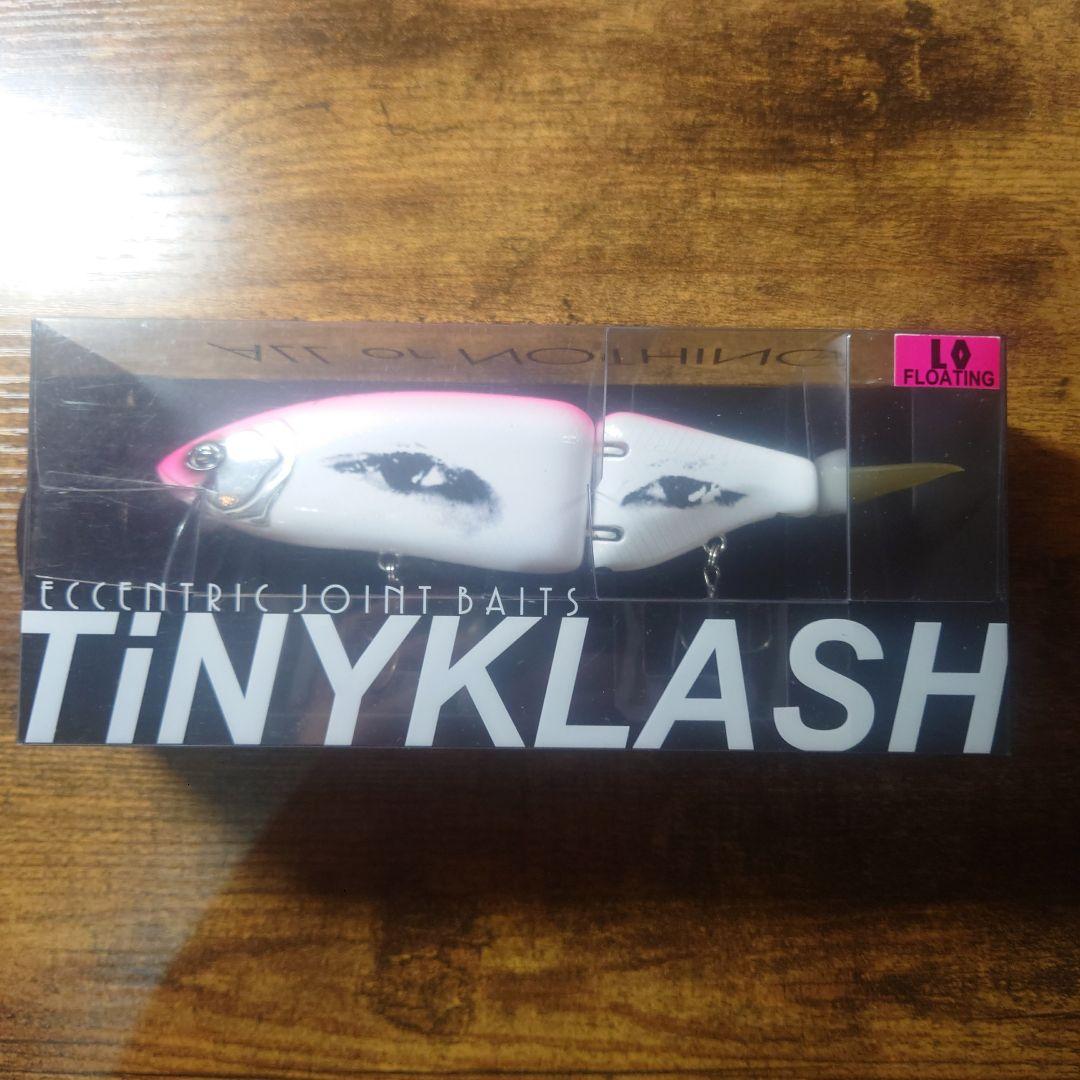 ALL OR NOTHING
LO
FLOATING
ECCENTRIC JOINT BAITS
TiNYKLASH